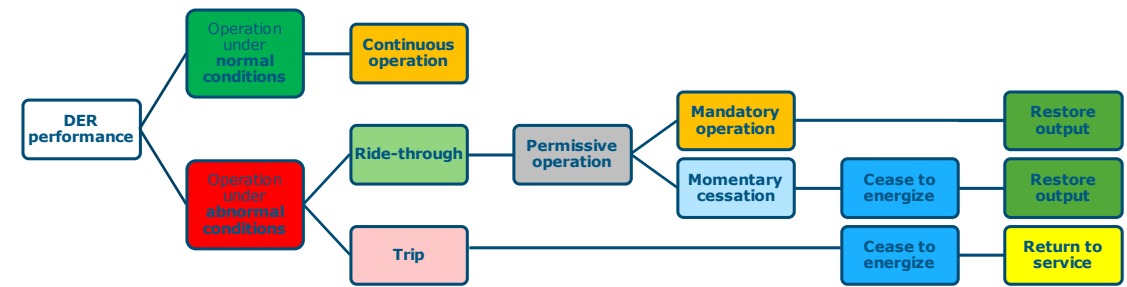 DER
performance
Operation
under
normal
conditions
Continuous
operation
Operation
under
abnormal
conditions
Ride-through
Permissive
operation
Mandatory
operation
Restore
output
Momentary
cessation
Cease to
energize
Restore
output
Trip
Cease to
energize
Return to
service